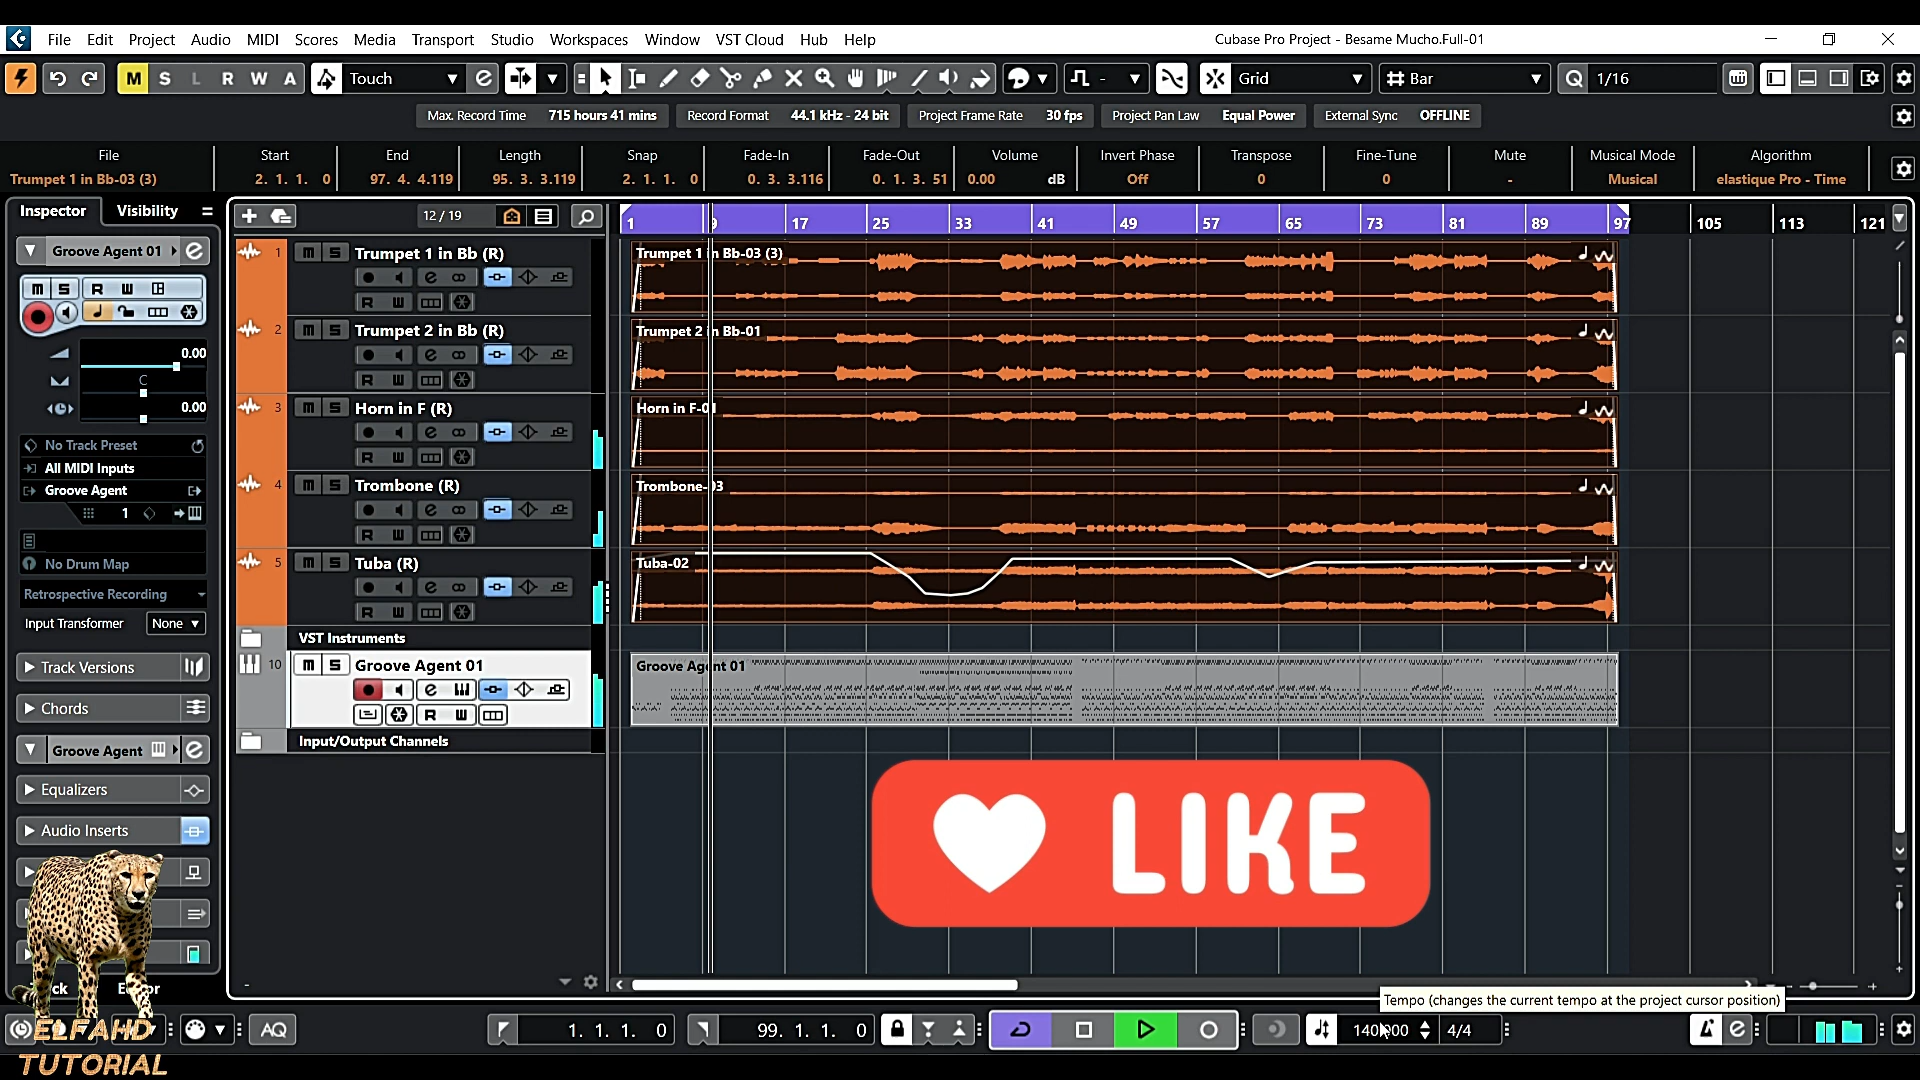 File Edit Project Audio MIDI Scores Media Transport Studio Workspaces Window VST Cloud Hub Help
Cubase Pro Project - Besame Mucho.Full-01
M S L R W A Touch Grid Bar Q 1/16
Max. Record Time 715 hours 41 mins Record Format 44.1 kHz - 24 bit Project Frame Rate 30 fps Project Pan Law Equal Power External Sync OFFLINE
File Start End Length Snap Fade-In Fade-Out Volume Invert Phase Transpose Fine-Tune Mute Musical Mode Algorithm
Trumpet 1 in Bb-03 (3) 2. 1. 1. 0 97. 4. 4.119 95. 3. 3.119 2. 1. 1. 0 0. 3. 3.116 0. 1. 3. 51 0.00 dB Off 0 0 - Musical elastique Pro - Time
Inspector Visibility
12 / 19
1 9 17 25 33 41 49 57 65 73 81 89 97 105 113 121
Groove Agent 01
M S R W
0.00
C
0.00
No Track Preset
All MIDI Inputs
Groove Agent
1
No Drum Map
Retrospective Recording
Input Transformer None
Track Versions
Chords
Groove Agent
Equalizers
Audio Inserts
1 M S Trumpet 1 in Bb (R)
R W
2 M S Trumpet 2 in Bb (R)
R W
3 M S Horn in F (R)
R W
4 M S Trombone (R)
R W
5 M S Tuba (R)
R W
VST Instruments
10 M S Groove Agent 01
R W
Input/Output Channels
Trumpet 1 in Bb-03 (3)
Trumpet 2 in Bb-01
Horn in F-01
Trombone-03
Tuba-02
Groove Agent 01
LIKE
Tempo (changes the current tempo at the project cursor position)
AQ 1. 1. 1. 0 99. 1. 1. 0 4/4
ELFAHD
TUTORIAL